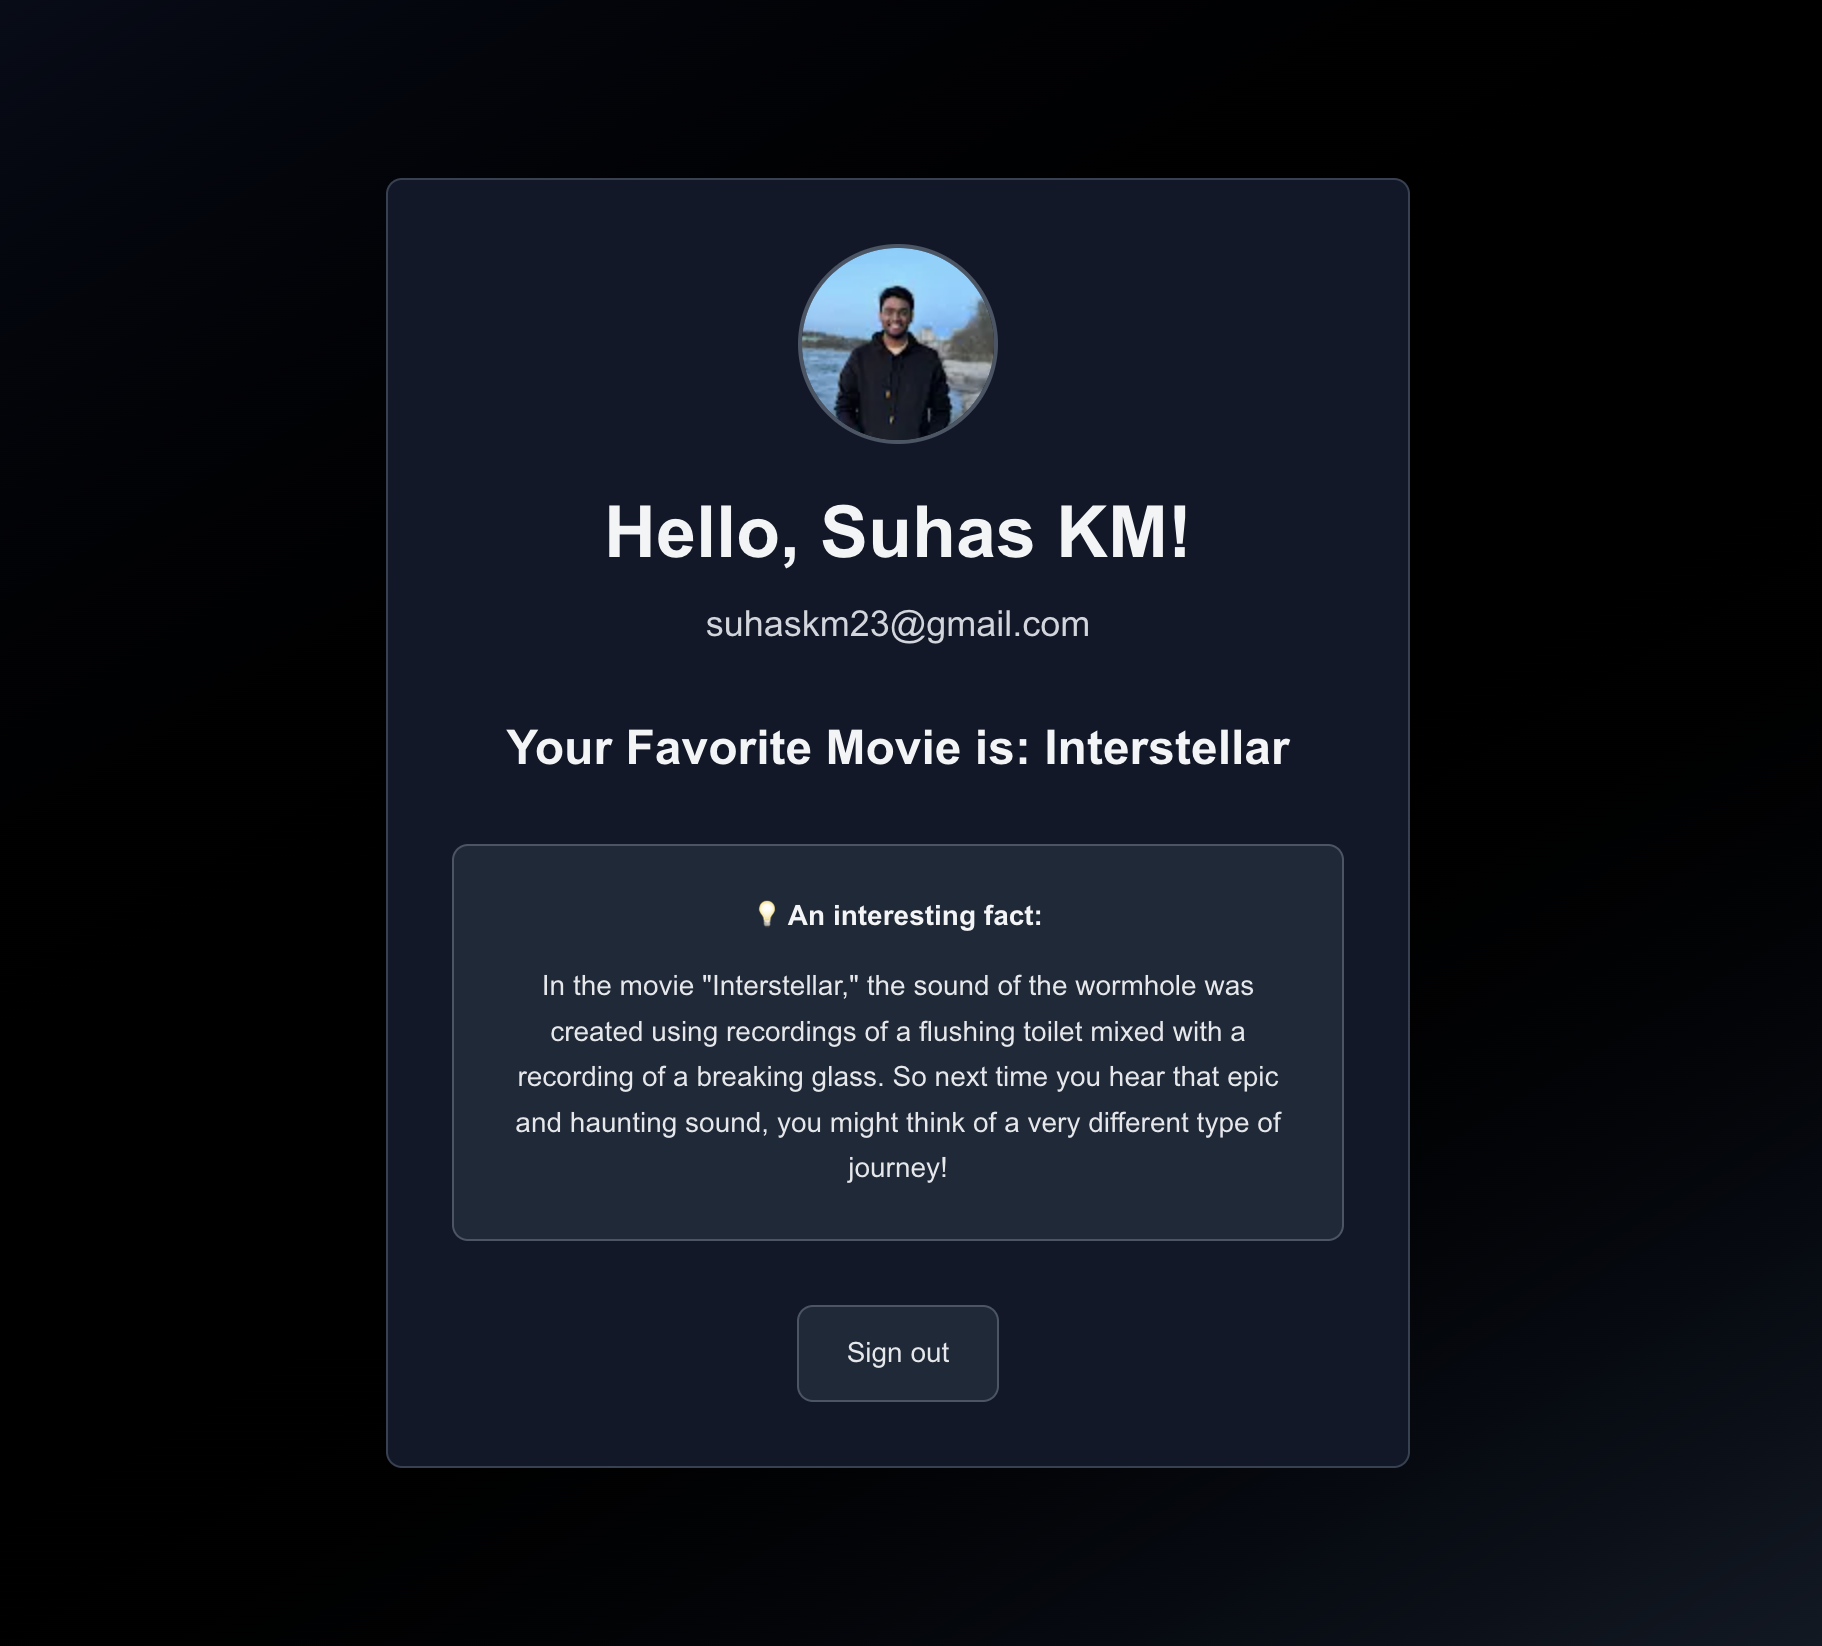 Hello, Suhas KM!
suhaskm23@gmail.com
Your Favorite Movie is: Interstellar
💡 An interesting fact:
In the movie "Interstellar," the sound of the wormhole was
created using recordings of a flushing toilet mixed with a
recording of a breaking glass. So next time you hear that epic
and haunting sound, you might think of a very different type of
journey!
Sign out